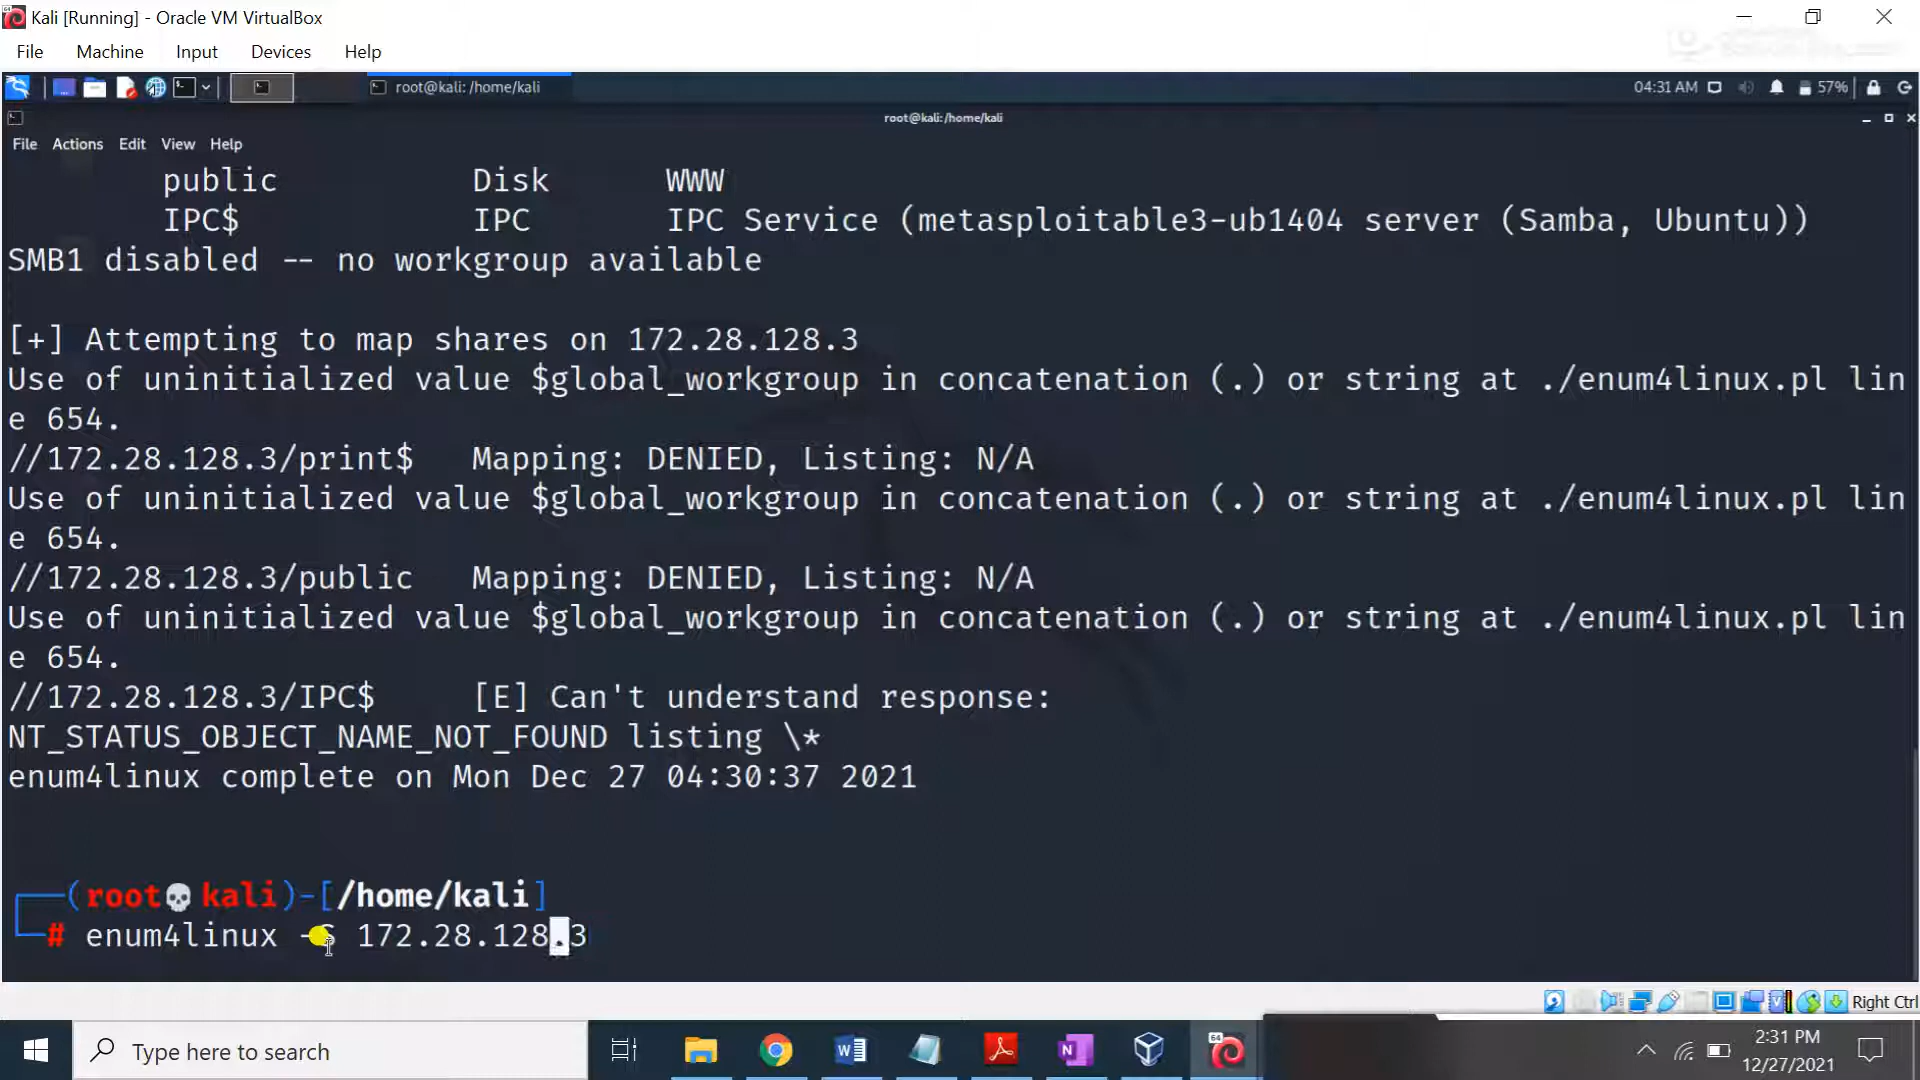 Kali [Running] - Oracle VM VirtualBox
File Machine Input Devices Help
root@kali: /home/kali
04:31 AM 57%
root@kali:/home/kali
File Actions Edit View Help
public Disk WWW
IPC$ IPC IPC Service (metasploitable3-ub1404 server (Samba, Ubuntu))
SMB1 disabled -- no workgroup available
[+] Attempting to map shares on 172.28.128.3
Use of uninitialized value $global_workgroup in concatenation (.) or string at ./enum4linux.pl lin
e 654.
//172.28.128.3/print$ Mapping: DENIED, Listing: N/A
Use of uninitialized value $global_workgroup in concatenation (.) or string at ./enum4linux.pl lin
e 654.
//172.28.128.3/public Mapping: DENIED, Listing: N/A
Use of uninitialized value $global_workgroup in concatenation (.) or string at ./enum4linux.pl lin
e 654.
//172.28.128.3/IPC$ [E] Can't understand response:
NT_STATUS_OBJECT_NAME_NOT_FOUND listing \*
enum4linux complete on Mon Dec 27 04:30:37 2021
(root💀kali)-[/home/kali]
# enum4linux -S 172.28.128.3
Right Ctrl
Type here to search
64
2:31 PM
12/27/2021